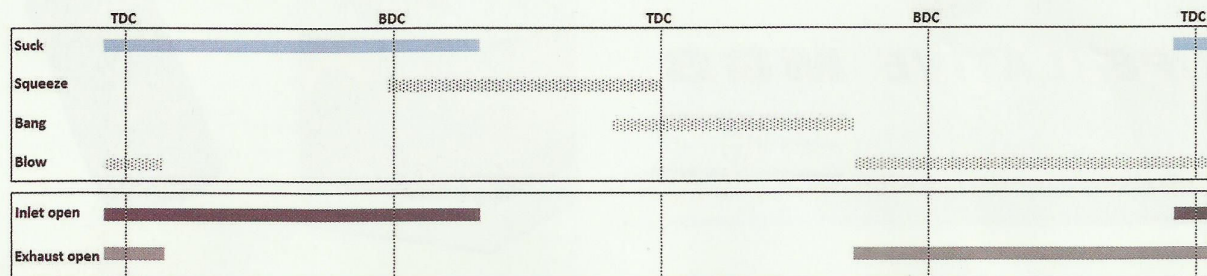 TDC BDC TDC BDC TDC
Suck
Squeeze
Bang
Blow
Inlet open
Exhaust open